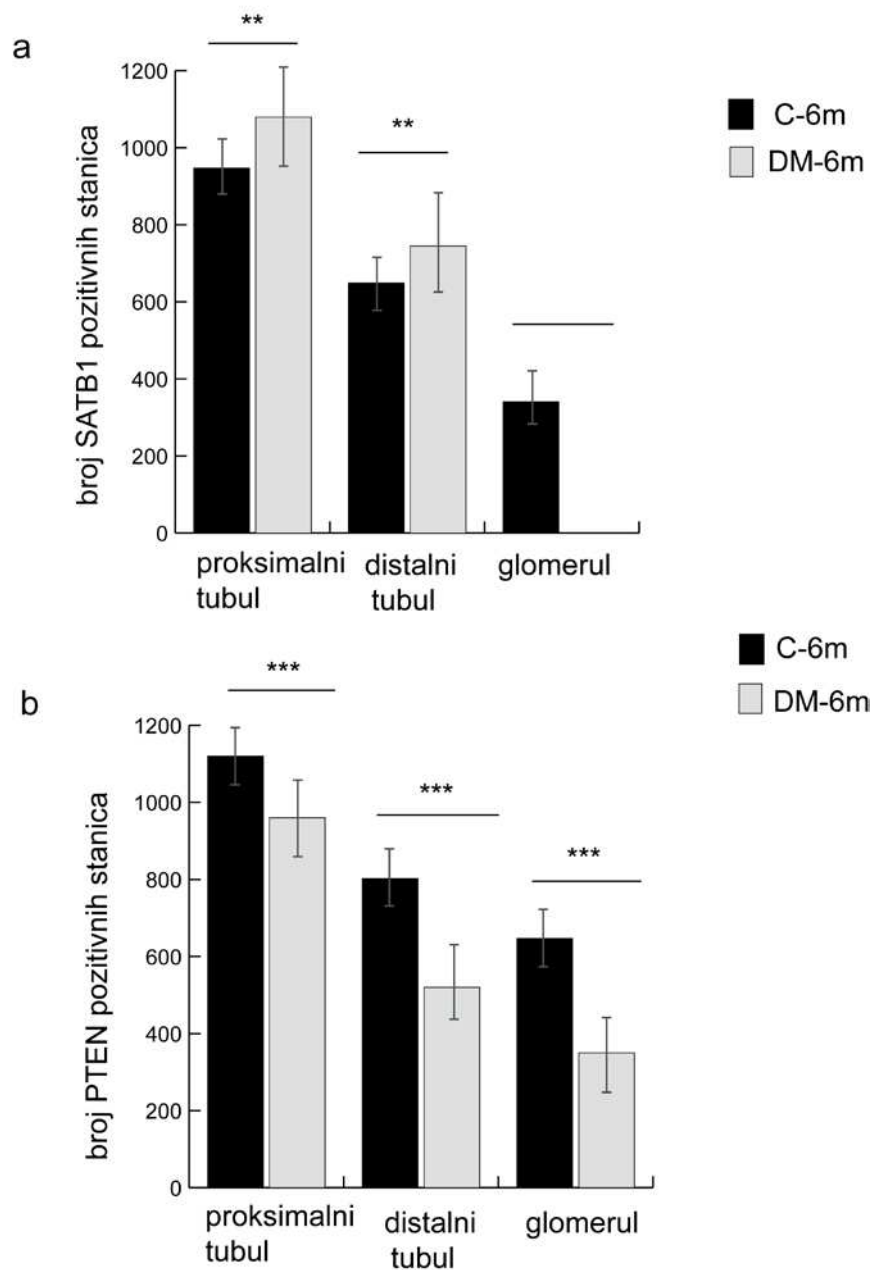 a
**
1200
1000
800
600
400
200
0
broj SATB1 pozitivnih stanica
**
C-6m
DM-6m
proksimalni
tubul
distalni
tubul
glomerul
b
***
1200
1000
800
600
400
200
0
broj PTEN pozitivnih stanica
***
***
C-6m
DM-6m
proksimalni
tubul
distalni
tubul
glomerul